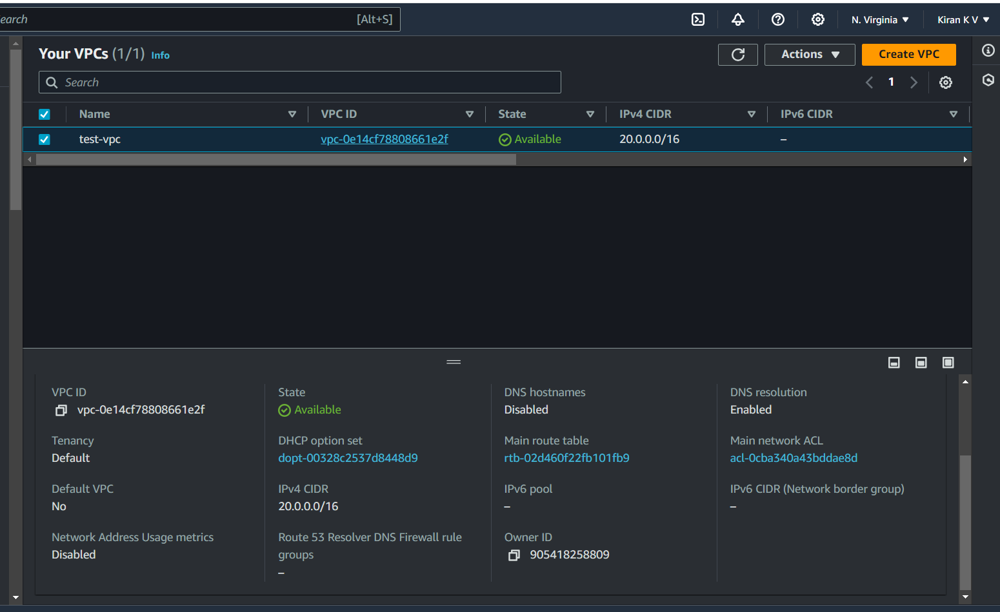 earch [Alt+S] N. Virginia ▼ Kiran K V ▼
Your VPCs (1/1) Info Actions ▼ Create VPC
Search 1
Name VPC ID State IPv4 CIDR IPv6 CIDR
test-vpc vpc-0e14cf78808661e2f Available 20.0.0.0/16 –
VPC ID State DNS hostnames DNS resolution
vpc-0e14cf78808661e2f Available Disabled Enabled
Tenancy DHCP option set Main route table Main network ACL
Default dopt-00328c2537d8448d9 rtb-02d460f22fb101fb9 acl-0cba340a43bddae8d
Default VPC IPv4 CIDR IPv6 pool IPv6 CIDR (Network border group)
No 20.0.0.0/16 – –
Network Address Usage metrics Route 53 Resolver DNS Firewall rule Owner ID
Disabled groups 905418258809
–